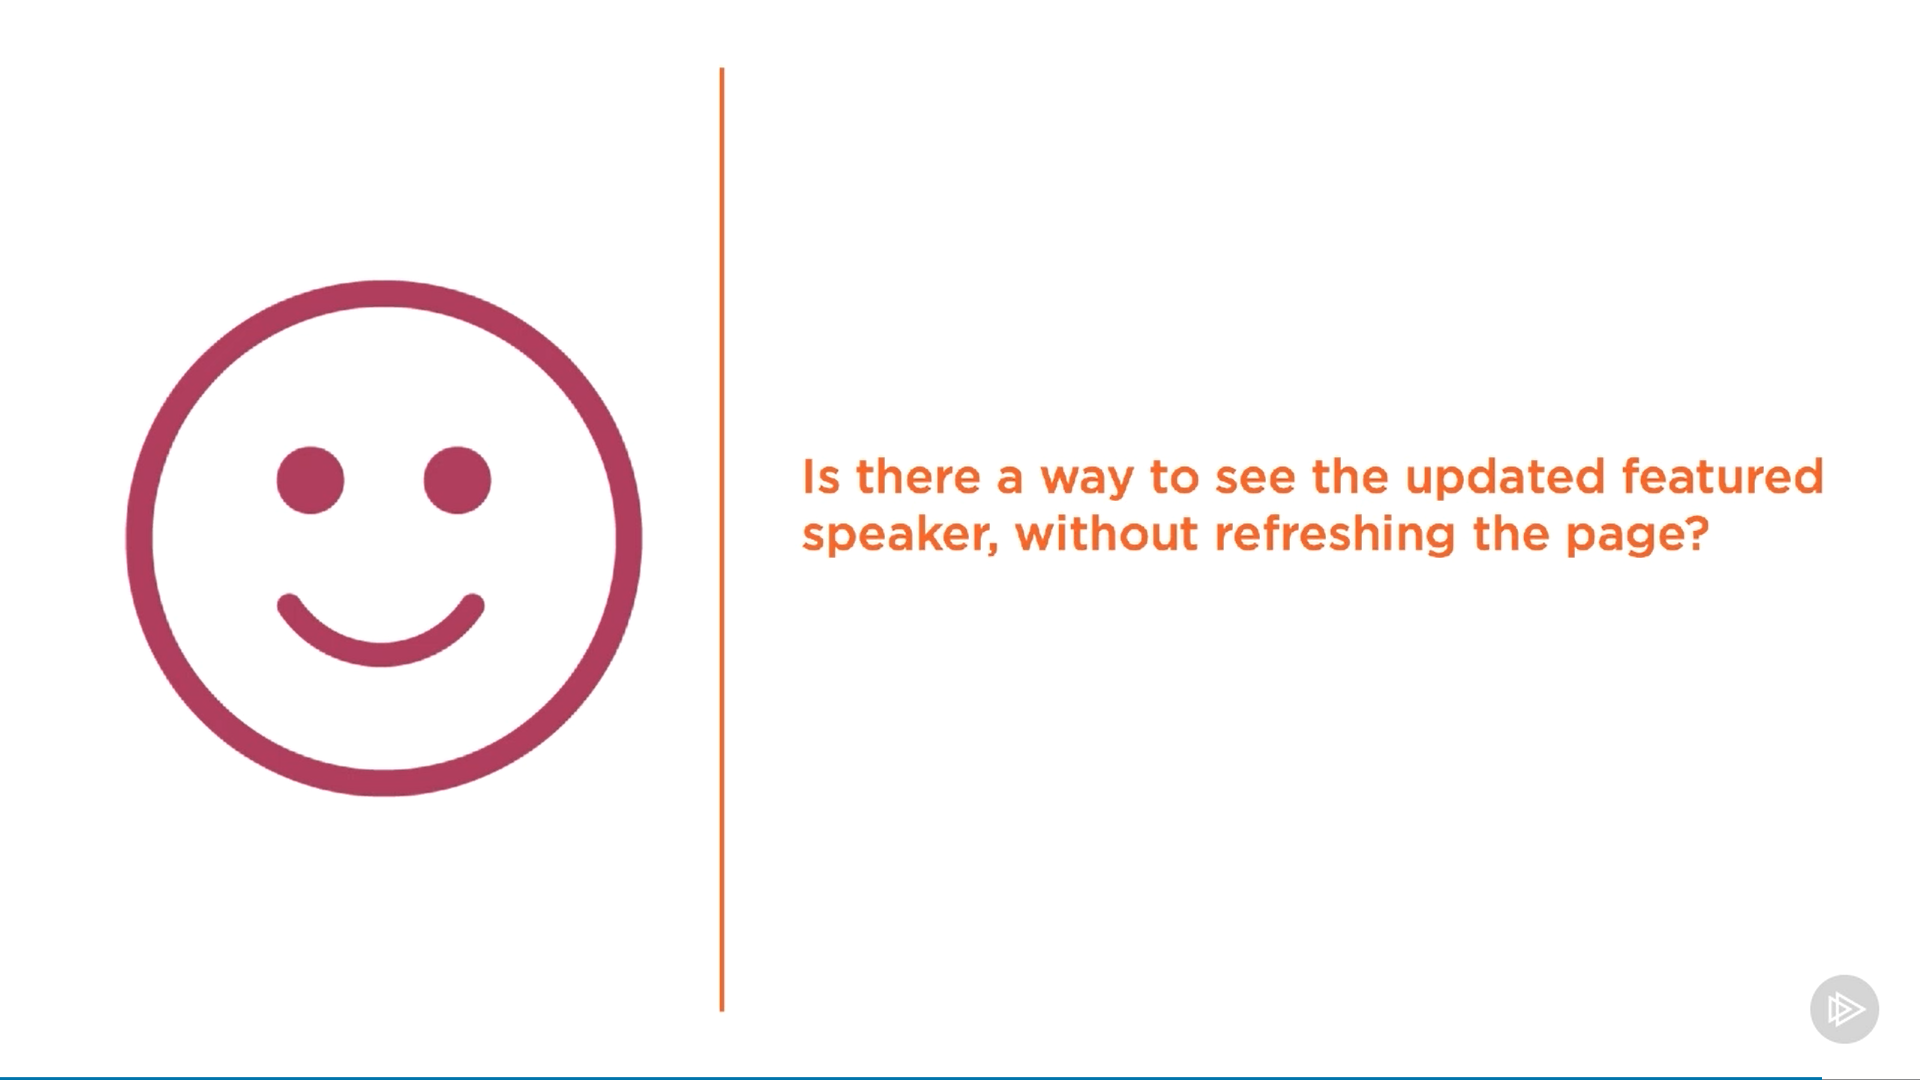 Is there a way to see the updated featured
speaker, without refreshing the page?